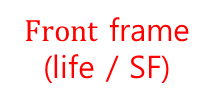 Front frame
(life / SF)